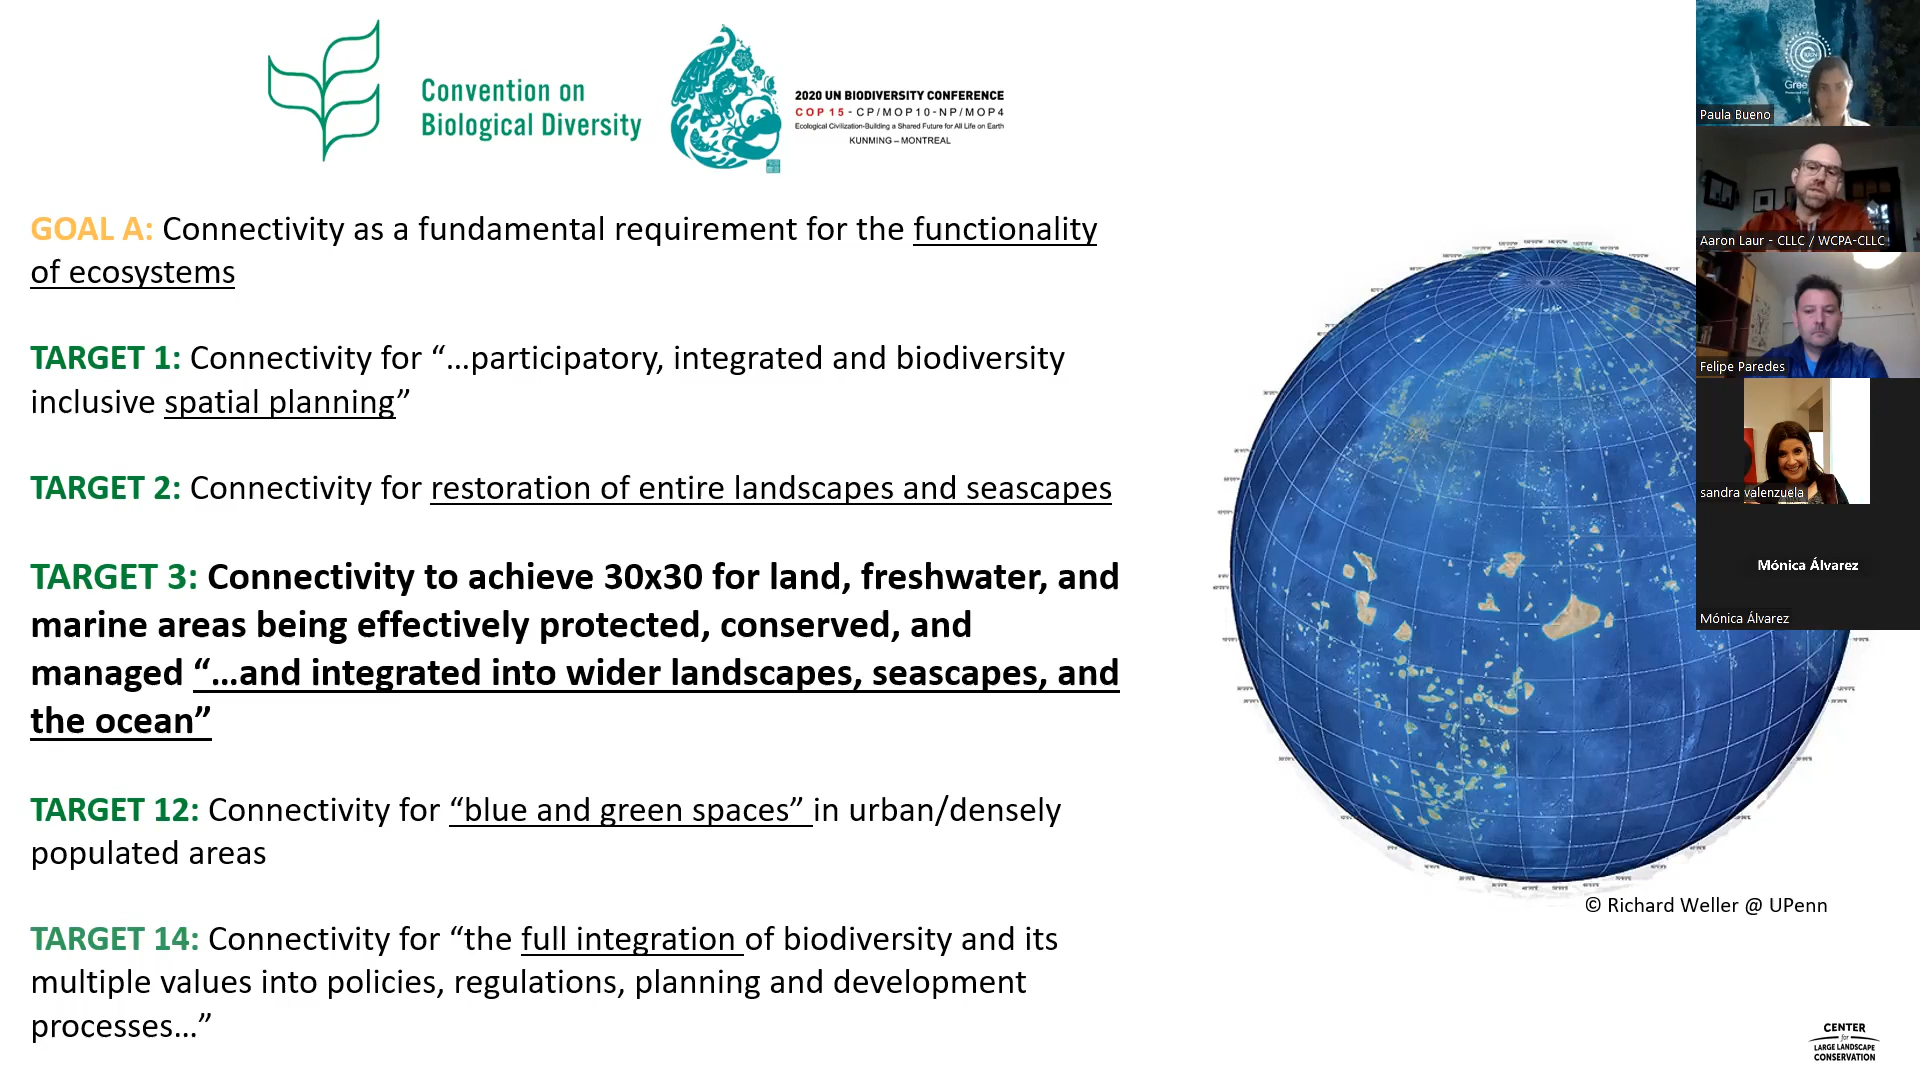 Convention on
Biological Diversity
2020 UN BIODIVERSITY CONFERENCE
COP 15 - CP/MOP10-NP/MOP4
Ecological Civilization-Building a Shared Future for All Life on Earth
KUNMING – MONTREAL
GOAL A: Connectivity as a fundamental requirement for the functionality
of ecosystems
TARGET 1: Connectivity for “…participatory, integrated and biodiversity
inclusive spatial planning”
TARGET 2: Connectivity for restoration of entire landscapes and seascapes
TARGET 3: Connectivity to achieve 30x30 for land, freshwater, and
marine areas being effectively protected, conserved, and
managed “…and integrated into wider landscapes, seascapes, and
the ocean”
TARGET 12: Connectivity for “blue and green spaces” in urban/densely
populated areas
TARGET 14: Connectivity for “the full integration of biodiversity and its
multiple values into policies, regulations, planning and development
processes…”
© Richard Weller @ UPenn
CENTER
for
LARGE LANDSCAPE
CONSERVATION
Paula Bueno
Aaron Laur - CLLC / WCPA-CLLC
Felipe Paredes
sandra valenzuela
Mónica Álvarez
Mónica Álvarez